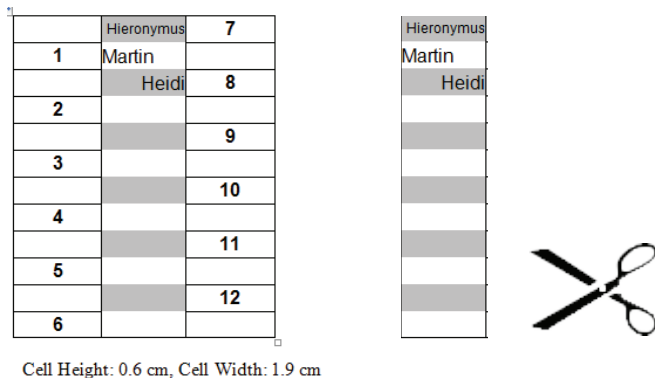 Hieronymus 7 Hieronymus
1 Martin Martin
Heidi 8 Heidi
2
9
3
10
4
11
5
12
6
Cell Height: 0.6 cm, Cell Width: 1.9 cm